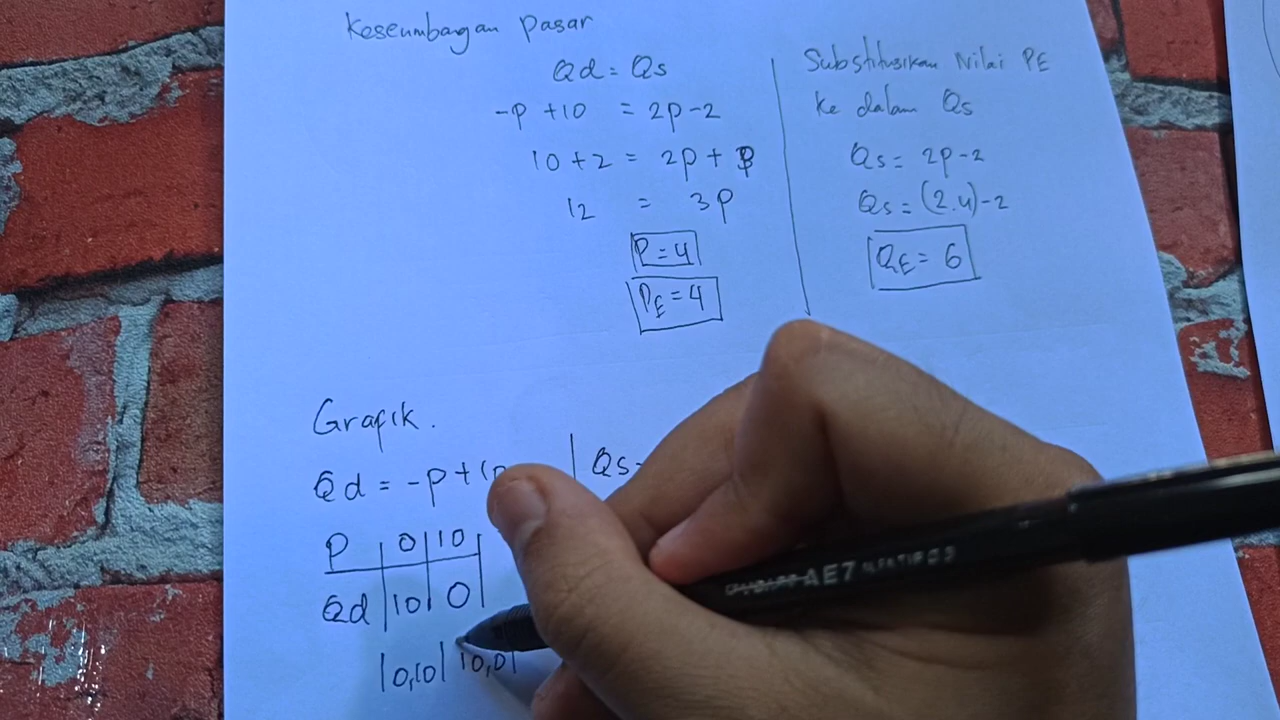 Keseimbangan Pasar
Qd = Qs
-P + 10 = 2P - 2
10 + 2 = 2P + P
12 = 3P
P = 4
PE = 4
Substitusikan Nilai PE
Ke dalam Qs
Qs = 2P - 2
Qs = (2.4) - 2
QE = 6
Grafik.
Qd = -P + 10
P | 0 | 10 |
Qd | 10 | 0 |
| 0,10 | 10,0 |
Qs =
AE7